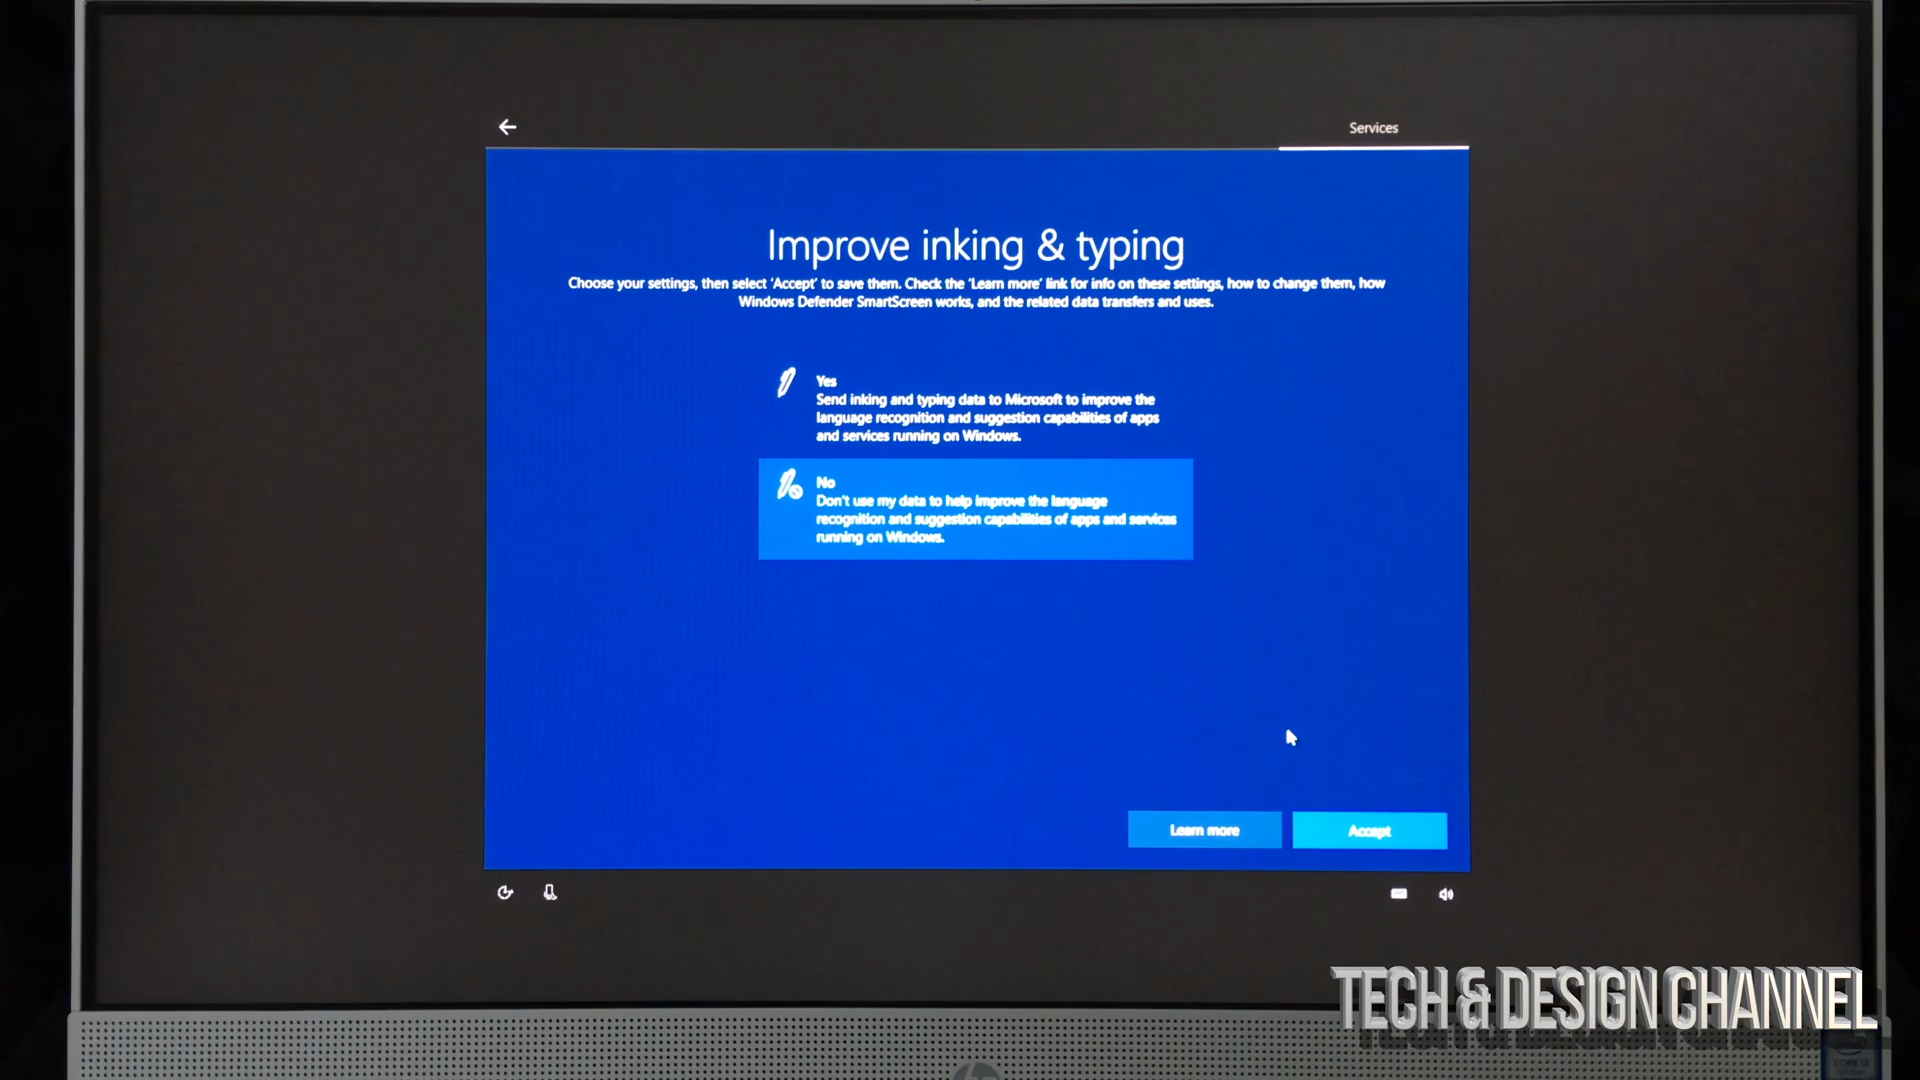 Services
Improve inking & typing
Choose your settings, then select 'Accept' to save them. Check the 'Learn more' link for info on these settings, how to change them, how
Windows Defender SmartScreen works, and the related data transfers and uses.
Yes
Send inking and typing data to Microsoft to improve the
language recognition and suggestion capabilities of apps
and services running on Windows.
No
Don't use my data to help improve the language
recognition and suggestion capabilities of apps and services
running on Windows.
Learn more
Accept
TECH & DESIGN CHANNEL